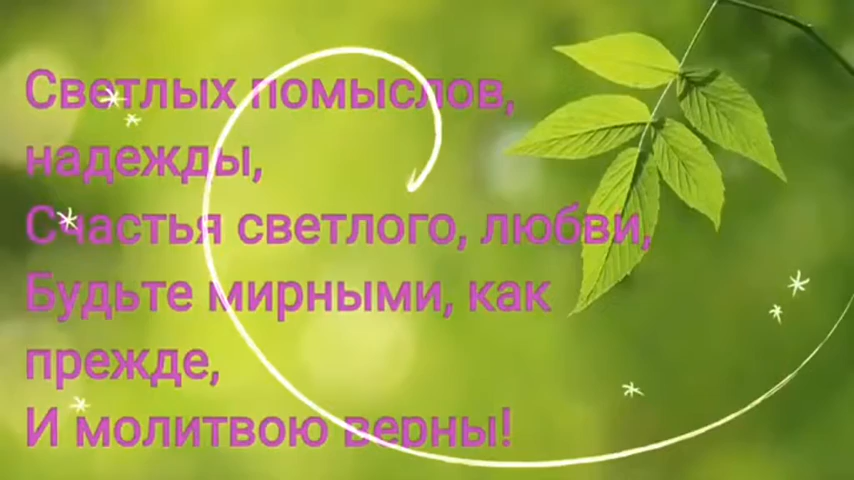 Светлых помыслов,
надежды,
Счастья светлого, любви,
Будьте мирными, как
прежде,
И молитвою верны!